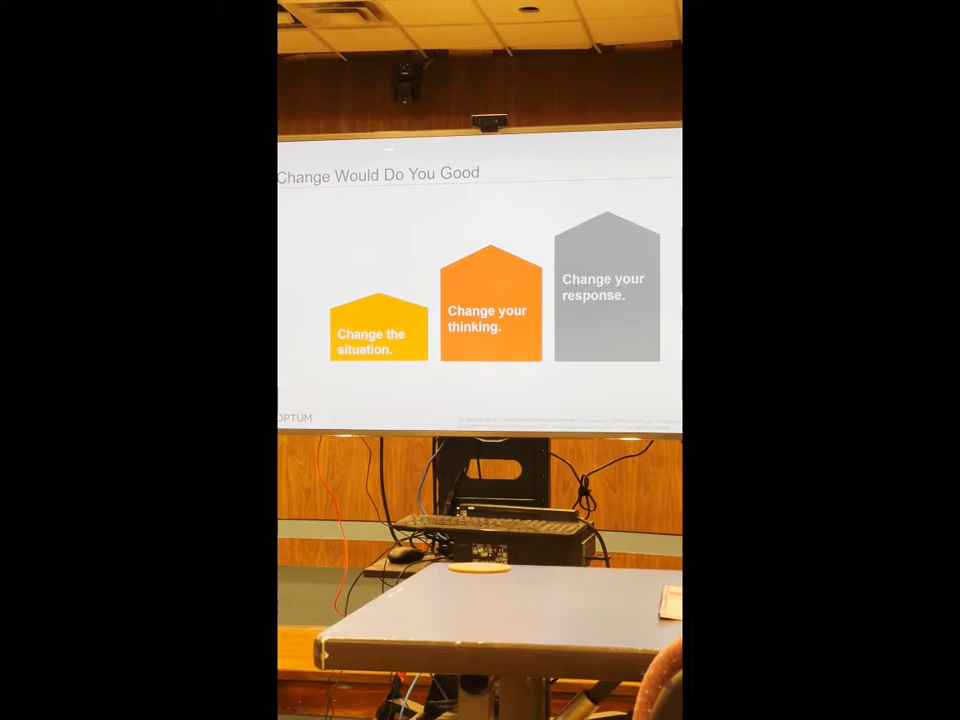 Change Would Do You Good
Change the
situation.
Change your
thinking.
Change your
response.
OPTUM